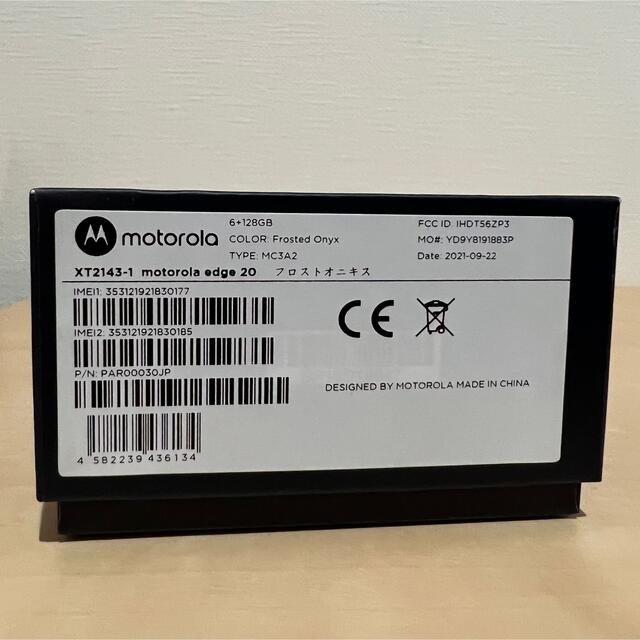 motorola
6+128GB
COLOR: Frosted Onyx
TYPE: MC3A2
FCC ID: IHDT56ZP3
MO#: YD9Y8191883P
Date: 2021-09-22
XT2143-1 motorola edge 20 フロストオニキス
IMEI1: 353121921830177
IMEI2: 353121921830185
P/N: PAR00030JP
CE
DESIGNED BY MOTOROLA MADE IN CHINA
4 582239 436134